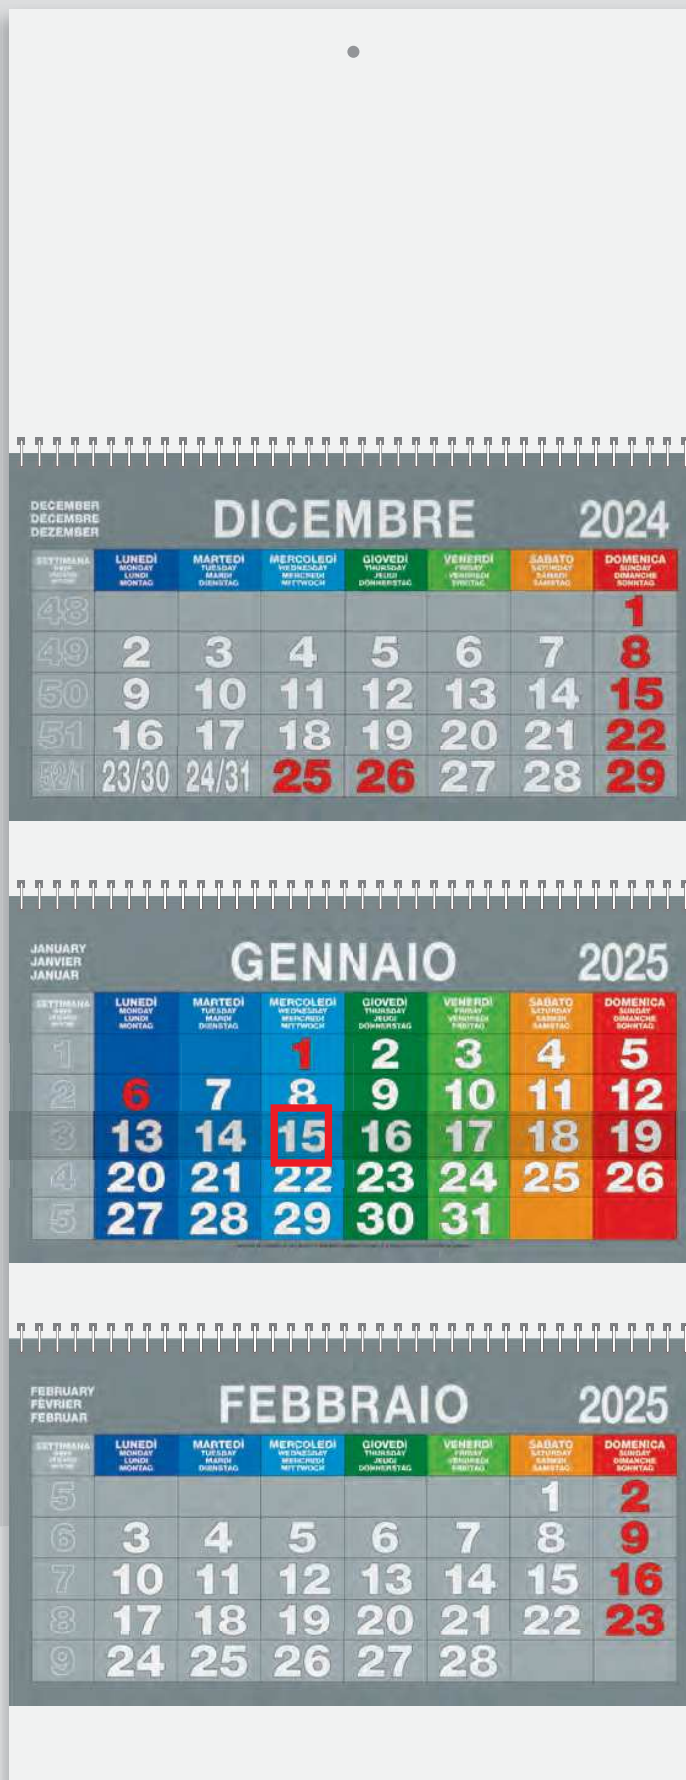 DECEMBER
DÉCEMBRE
DEZEMBER
DICEMBRE 2024
SETTIMANA LUNEDÌ MARTEDÌ MERCOLEDÌ GIOVEDÌ VENERDÌ SABATO DOMENICA
MONDAY TUESDAY WEDNESDAY THURSDAY FRIDAY SATURDAY SUNDAY
LUNDI MARDI MERCREDI JEUDI VENDREDI SAMEDI DIMANCHE
MONTAG DIENSTAG MITTWOCH DONNERSTAG FREITAG SAMSTAG SONNTAG
48 1
49 2 3 4 5 6 7 8
50 9 10 11 12 13 14 15
51 16 17 18 19 20 21 22
52/1 23/30 24/31 25 26 27 28 29
JANUARY
JANVIER
JANUAR
GENNAIO 2025
SETTIMANA LUNEDÌ MARTEDÌ MERCOLEDÌ GIOVEDÌ VENERDÌ SABATO DOMENICA
MONDAY TUESDAY WEDNESDAY THURSDAY FRIDAY SATURDAY SUNDAY
LUNDI MARDI MERCREDI JEUDI VENDREDI SAMEDI DIMANCHE
MONTAG DIENSTAG MITTWOCH DONNERSTAG FREITAG SAMSTAG SONNTAG
1 1 2 3 4 5
2 6 7 8 9 10 11 12
3 13 14 15 16 17 18 19
4 20 21 22 23 24 25 26
5 27 28 29 30 31
FEBRUARY
FÉVRIER
FEBRUAR
FEBBRAIO 2025
SETTIMANA LUNEDÌ MARTEDÌ MERCOLEDÌ GIOVEDÌ VENERDÌ SABATO DOMENICA
MONDAY TUESDAY WEDNESDAY THURSDAY FRIDAY SATURDAY SUNDAY
LUNDI MARDI MERCREDI JEUDI VENDREDI SAMEDI DIMANCHE
MONTAG DIENSTAG MITTWOCH DONNERSTAG FREITAG SAMSTAG SONNTAG
5 1 2
6 3 4 5 6 7 8 9
7 10 11 12 13 14 15 16
8 17 18 19 20 21 22 23
9 24 25 26 27 28